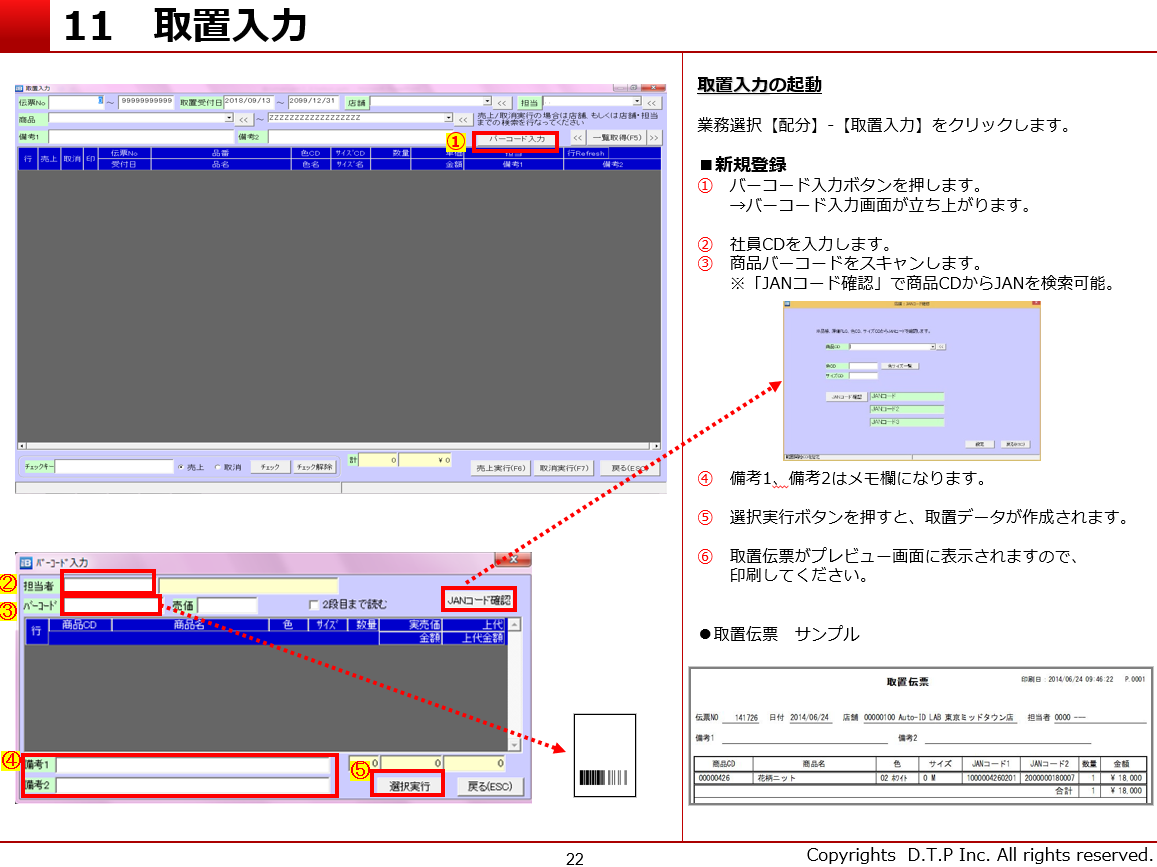 11 取置入力
取置入力
伝票No 0 ～ 99999999999 取置受付日 2018/09/13 ～ 2099/12/31 店舗 << 担当 <<
商品 << ～ ZZZZZZZZZZZZZZZZZZZ << 売上/取消実行の場合は店舗、もしくは店舗・担当
までの検索を行なってください
備考1 備考2 ① バーコード入力 << 一覧取得(F5) >>
行 売上 取消 印 伝票No 品番 色CD サイズCD 数量 単価 担当 行Refresh
受付日 品名 色名 サイズ名 金額 備考1 備考2
チェックキー 売上 取消 チェック チェック解除 計 0 ¥0 売上実行(F6) 取消実行(F7) 戻る(ESC)
バーコード入力
② 担当者
③ バーコード 売価 2段目まで読む JANコード確認
行 商品CD 商品名 色 サイズ 数量 実売価 上代
金額 上代金額
④ 備考1 0 0 0
備考2 ⑤ 選択実行 戻る(ESC)
取置入力の起動
業務選択【配分】-【取置入力】をクリックします。
■新規登録
① バーコード入力ボタンを押します。
→バーコード入力画面が立ち上がります。
② 社員CDを入力します。
③ 商品バーコードをスキャンします。
※「JANコード確認」で商品CDからJANを検索可能。
商品CD <<
色CD 色サイズ一覧
サイズCD
JANコード確認 JANコード
JANコード2
JANコード3
設定 戻る(ESC)
④ 備考1、備考2はメモ欄になります。
⑤ 選択実行ボタンを押すと、取置データが作成されます。
⑥ 取置伝票がプレビュー画面に表示されますので、
印刷してください。
●取置伝票 サンプル
取置伝票 印刷日：2014/06/24 09:46:22 P.0001
伝票NO 141726 日付 2014/06/24 店舗 00000100 Auto-ID LAB 東京ミッドタウン店 担当者 0000 ---
備考1 備考2
商品CD 商品名 色 サイズ JANコード1 JANコード2 数量 金額
00000426 花柄ニット 02 ホワイト 0 M 1000004260201 2000000180007 1 ¥ 18,000
合計 1 ¥ 18,000
22
Copyrights D.T.P Inc. All rights reserved.